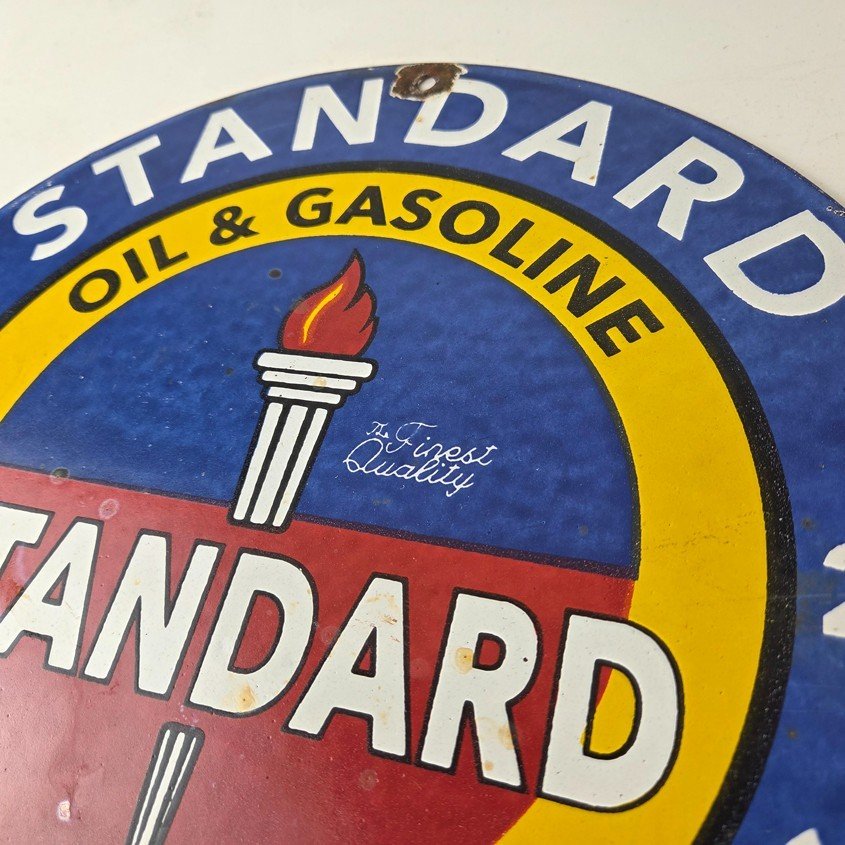 STANDARD
OIL & GASOLINE
The Finest
Quality
TANDARD